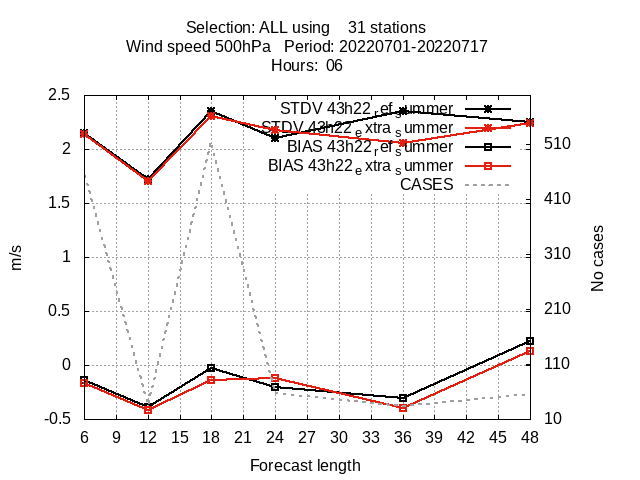 Selection: ALL using 31 stations
Wind speed 500hPa Period: 20220701-20220717
Hours: 06
STDV 43h22_ref_summer
STDV 43h22_extra_summer
BIAS 43h22_ref_summer
BIAS 43h22_extra_summer
CASES
2.5
2
1.5
1
0.5
0
-0.5
m/s
510
410
310
210
110
10
No cases
6 9 12 15 18 21 24 27 30 33 36 39 42 45 48
Forecast length